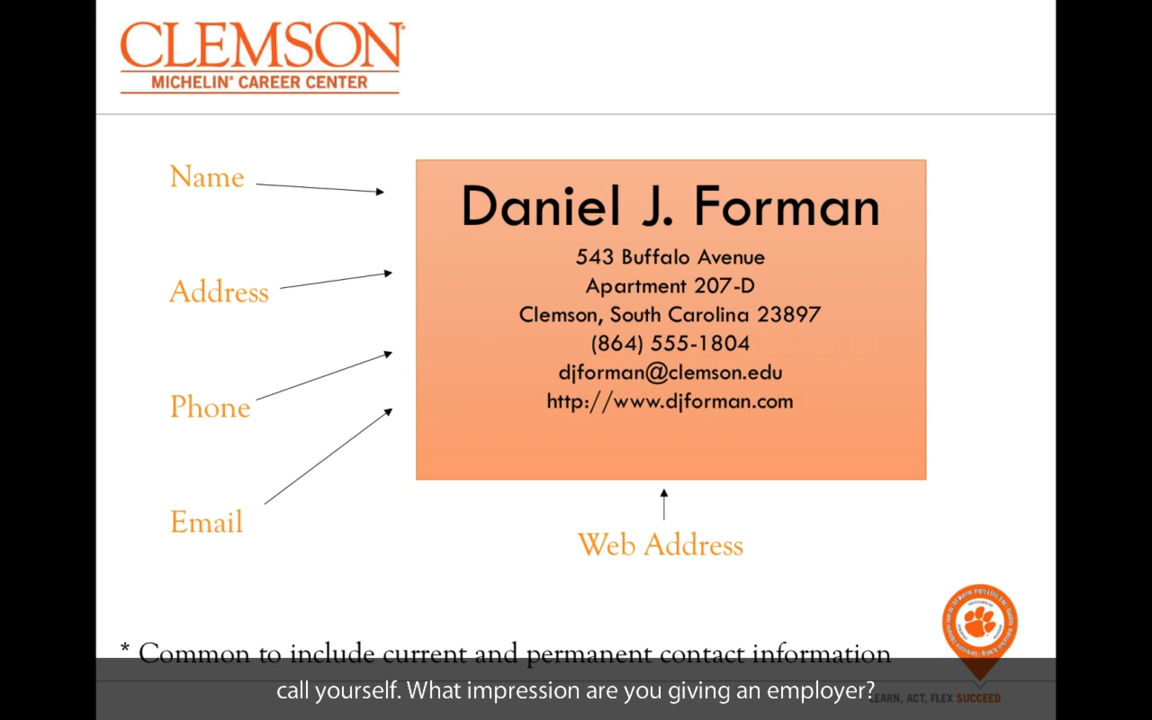 CLEMSON
MICHELIN® CAREER CENTER
Name
Daniel J. Forman
543 Buffalo Avenue
Apartment 207-D
Clemson, South Carolina 23897
(864) 555-1804
djforman@clemson.edu
http://www.djforman.com
Address
Phone
Email
Web Address
* Common to include current and permanent contact information
call yourself. What impression are you giving an employer?
LEARN, ACT, FLEX SUCCEED